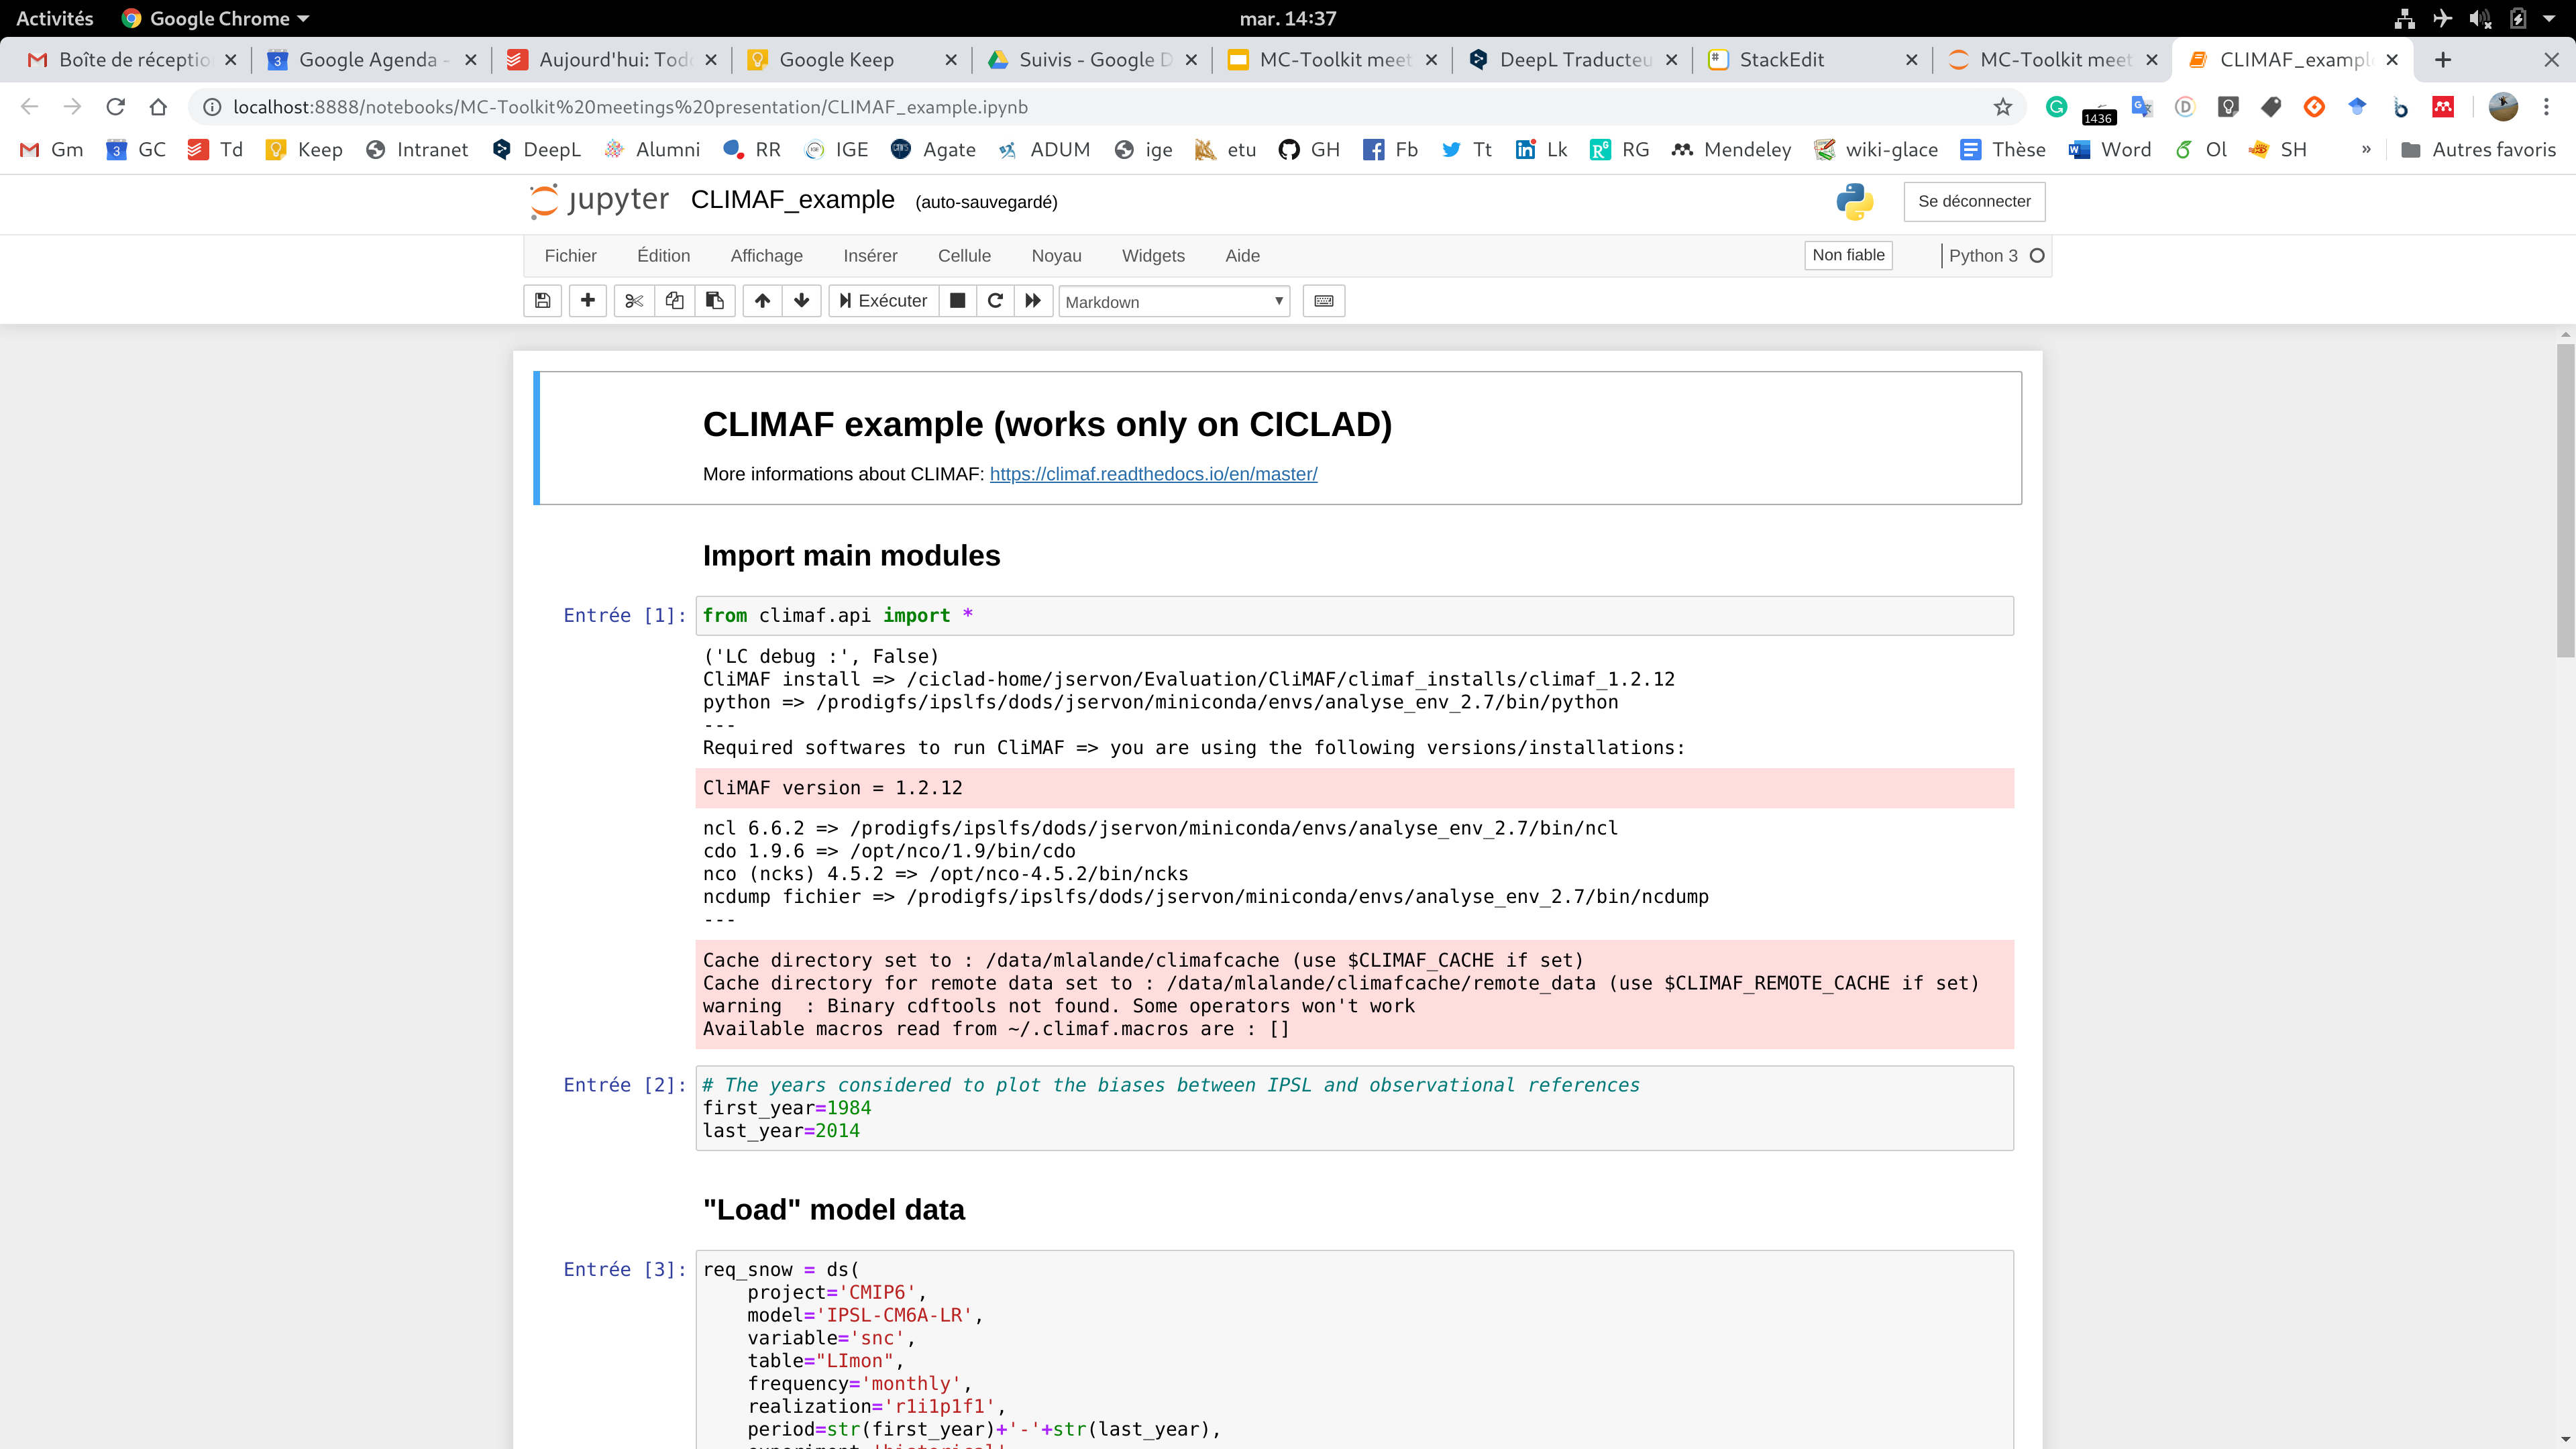 Activités Google Chrome mar. 14:37
Boîte de réceptio Google Agenda - Aujourd'hui: Tod Google Keep Suivis - Google D MC-Toolkit meet DeepL Traducteu StackEdit MC-Toolkit meet CLIMAF_exampl
localhost:8888/notebooks/MC-Toolkit%20meetings%20presentation/CLIMAF_example.ipynb 1436
Gm GC Td Keep Intranet DeepL Alumni RR IGE Agate ADUM ige etu GH Fb Tt Lk RG Mendeley wiki-glace Thèse Word Ol SH » Autres favoris
jupyter CLIMAF_example (auto-sauvegardé) Se déconnecter
Fichier Édition Affichage Insérer Cellule Noyau Widgets Aide Non fiable Python 3
Exécuter Markdown
CLIMAF example (works only on CICLAD)
More informations about CLIMAF: https://climaf.readthedocs.io/en/master/
Import main modules
Entrée [1]: from climaf.api import *
('LC debug :', False)
CliMAF install => /ciclad-home/jservon/Evaluation/CliMAF/climaf_installs/climaf_1.2.12
python => /prodigfs/ipslfs/dods/jservon/miniconda/envs/analyse_env_2.7/bin/python
---
Required softwares to run CliMAF => you are using the following versions/installations:
CliMAF version = 1.2.12
ncl 6.6.2 => /prodigfs/ipslfs/dods/jservon/miniconda/envs/analyse_env_2.7/bin/ncl
cdo 1.9.6 => /opt/nco/1.9/bin/cdo
nco (ncks) 4.5.2 => /opt/nco-4.5.2/bin/ncks
ncdump fichier => /prodigfs/ipslfs/dods/jservon/miniconda/envs/analyse_env_2.7/bin/ncdump
---
Cache directory set to : /data/mlalande/climafcache (use $CLIMAF_CACHE if set)
Cache directory for remote data set to : /data/mlalande/climafcache/remote_data (use $CLIMAF_REMOTE_CACHE if set)
warning  : Binary cdftools not found. Some operators won't work
Available macros read from ~/.climaf.macros are : []
Entrée [2]: # The years considered to plot the biases between IPSL and observational references
first_year=1984
last_year=2014
"Load" model data
Entrée [3]: req_snow = ds(
project='CMIP6',
model='IPSL-CM6A-LR',
variable='snc',
table="LImon",
frequency='monthly',
realization='r1i1p1f1',
period=str(first_year)+'-'+str(last_year),